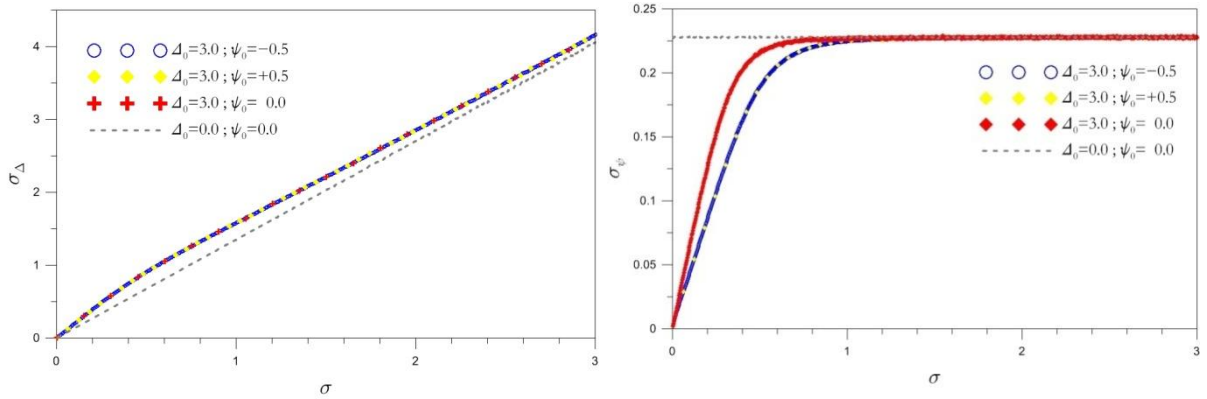 4
3
2
1
0
σ_Δ
Δ₀=3.0 ; ψ₀=−0.5
Δ₀=3.0 ; ψ₀=+0.5
Δ₀=3.0 ; ψ₀= 0.0
Δ₀=0.0 ; ψ₀=0.0
0 1 2 3
σ
0.25
0.2
0.15
0.1
0.05
0
σ_ψ
Δ₀=3.0 ; ψ₀=−0.5
Δ₀=3.0 ; ψ₀=+0.5
Δ₀=3.0 ; ψ₀= 0.0
Δ₀=0.0 ; ψ₀= 0.0
0 1 2 3
σ